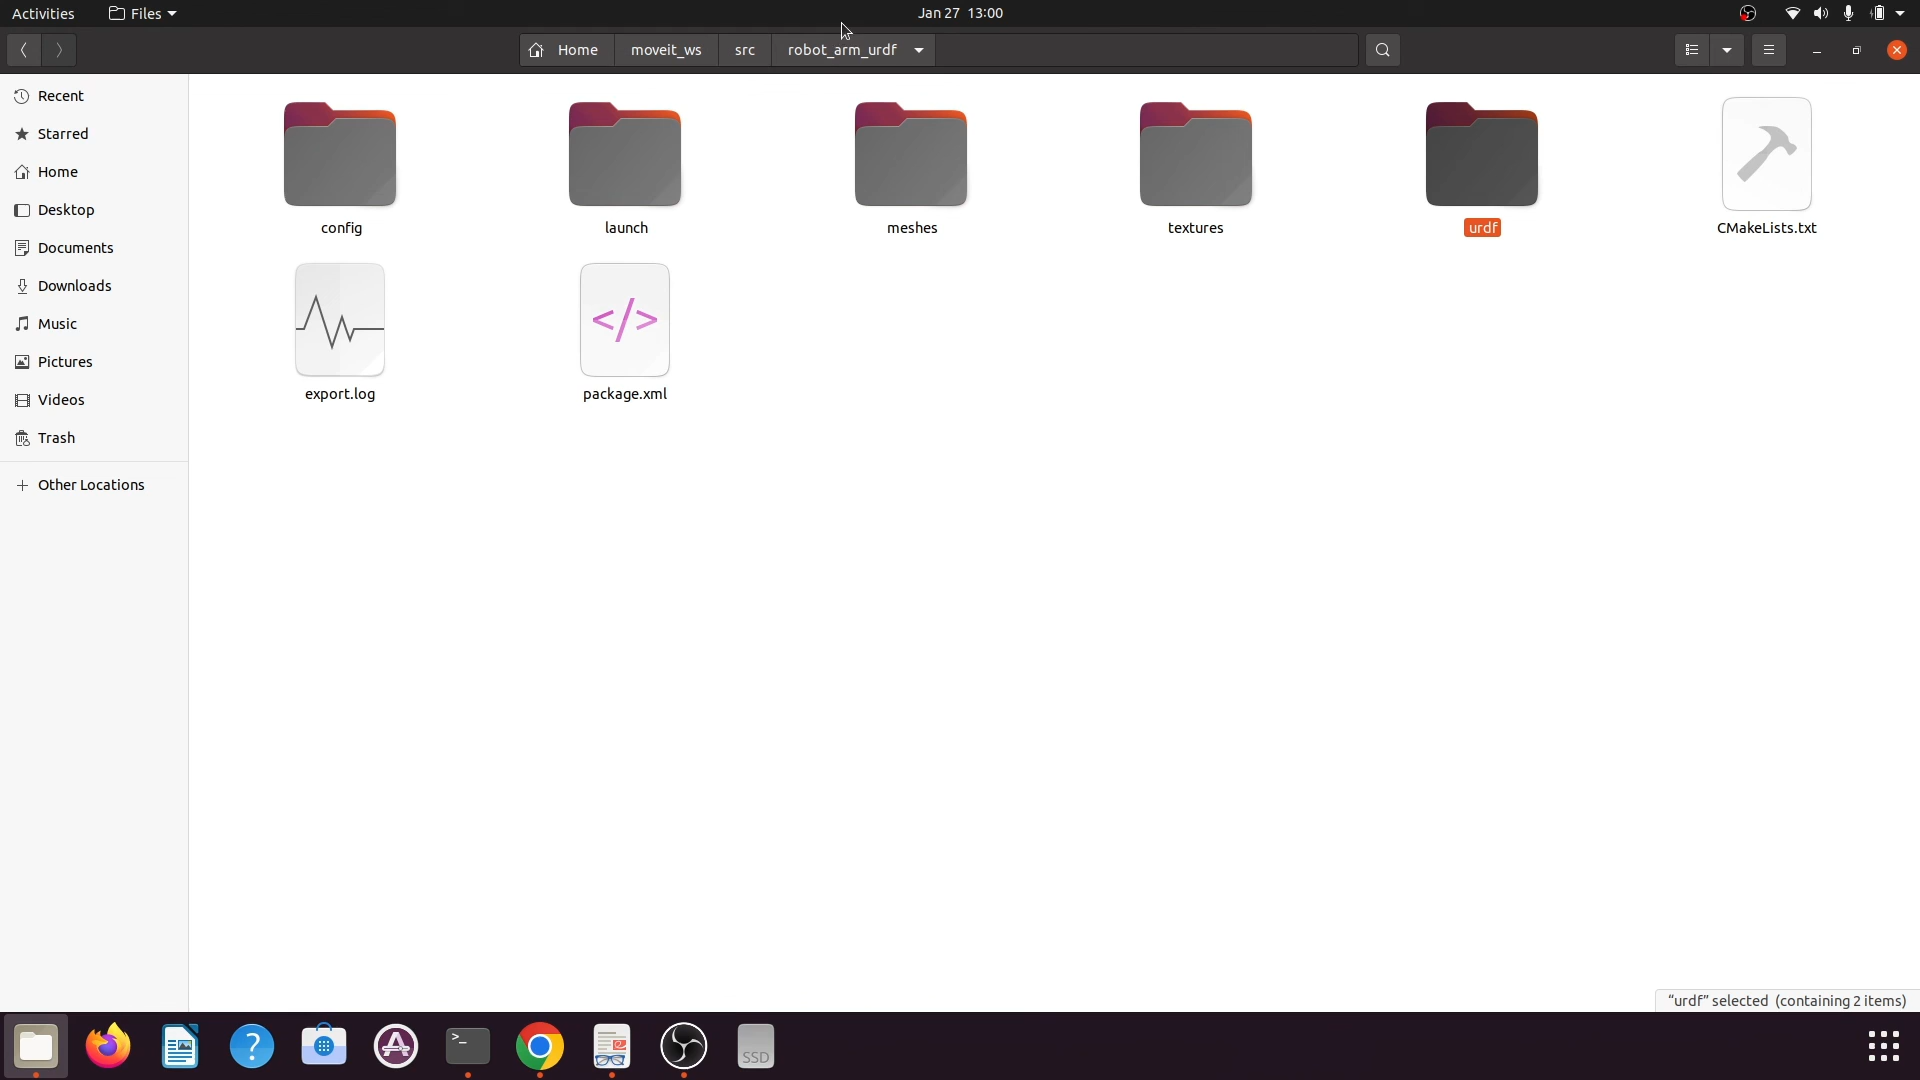 Activities Files Jan 27 13:00
Home moveit_ws src robot_arm_urdf
Recent
Starred
Home
Desktop
Documents
Downloads
Music
Pictures
Videos
Trash
Other Locations
config launch meshes textures urdf CMakeLists.txt
</>
export.log package.xml
"urdf" selected (containing 2 items)
>_
SSD